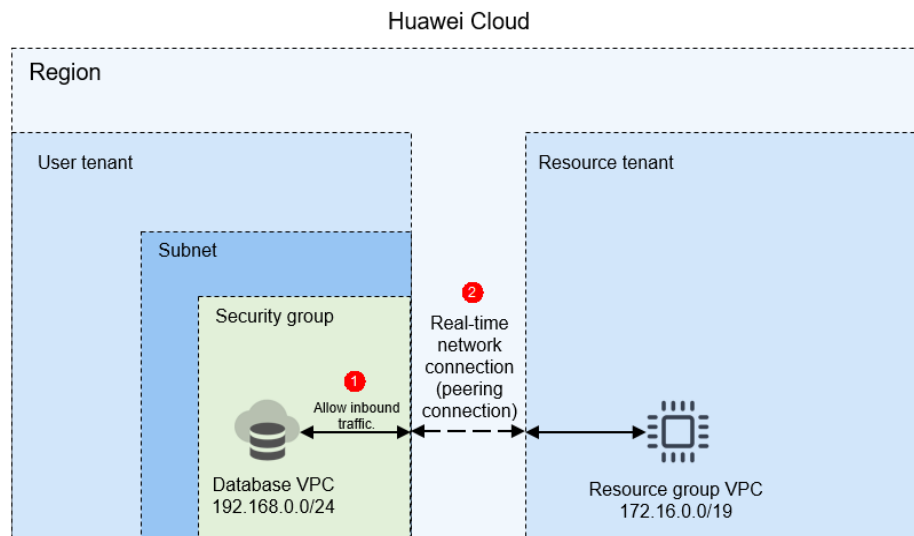 Huawei Cloud
Region
User tenant
Resource tenant
Subnet
Security group
2
Real-time
network
connection
(peering
connection)
1
Allow inbound
traffic.
Database VPC
192.168.0.0/24
Resource group VPC
172.16.0.0/19